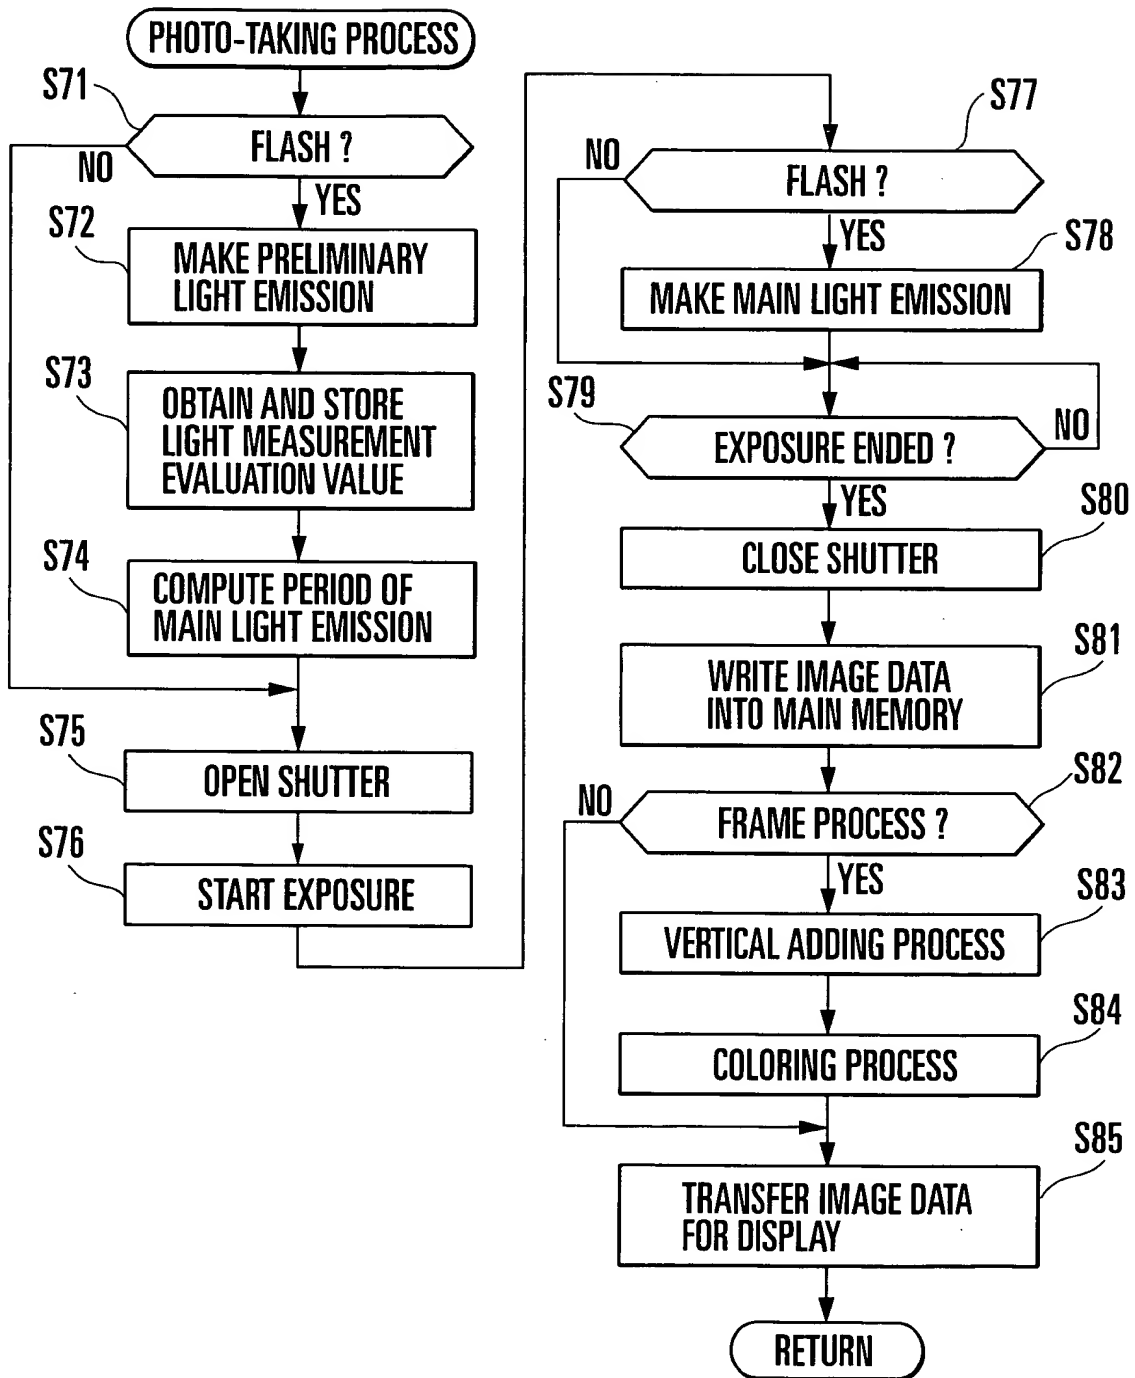 PHOTO-TAKING PROCESS
S71
FLASH ?
NO
YES
S72
MAKE PRELIMINARY
LIGHT EMISSION
S73
OBTAIN AND STORE
LIGHT MEASUREMENT
EVALUATION VALUE
S74
COMPUTE PERIOD OF
MAIN LIGHT EMISSION
S75
OPEN SHUTTER
S76
START EXPOSURE
S77
NO
FLASH ?
YES
S78
MAKE MAIN LIGHT EMISSION
S79
EXPOSURE ENDED ?
NO
YES
S80
CLOSE SHUTTER
S81
WRITE IMAGE DATA
INTO MAIN MEMORY
S82
NO
FRAME PROCESS ?
YES
S83
VERTICAL ADDING PROCESS
S84
COLORING PROCESS
S85
TRANSFER IMAGE DATA
FOR DISPLAY
RETURN